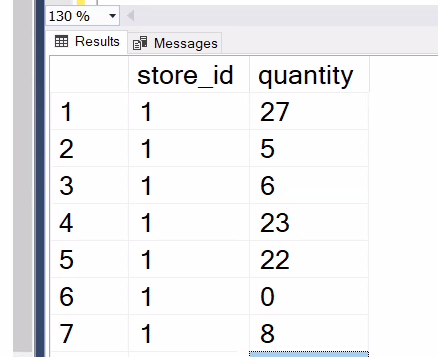 130 %
Results Messages
store_id quantity
1 1 27
2 1 5
3 1 6
4 1 23
5 1 22
6 1 0
7 1 8